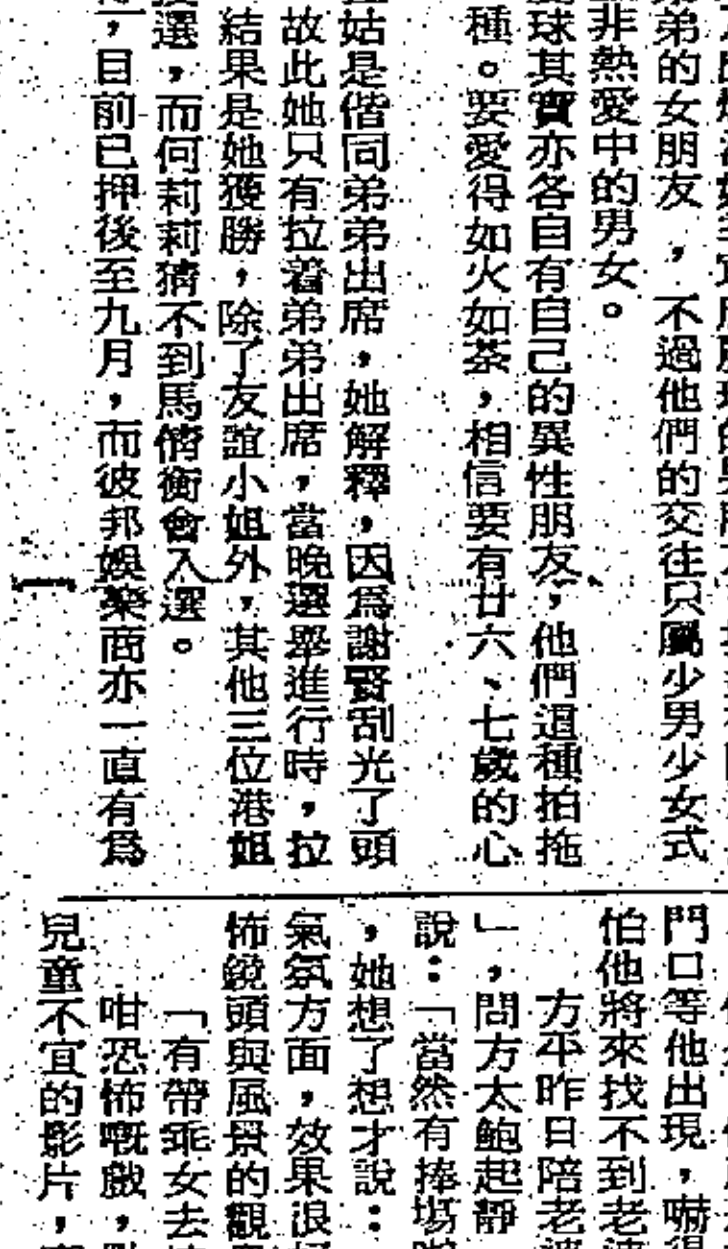 弟弟的女朋友，不過他們的交往只屬少男少女式
非熱愛中的男女。
球其實亦各自有自己的異性朋友，他們這種拍拖
種。要愛得如火如荼，相信要有廿六、七歲的心
姑是偕同弟弟出席，她解釋，因爲謝賢刮光了頭
故此她只有拉着弟弟出席，當晚選舉進行時，拉
結果是她獲勝，除了友誼小姐外，其他三位港姐
選，而何莉莉猜不到馬儕衡會入選。
，目前已押後至九月，而彼邦娛樂商亦一直有爲
門口等他出現，嚇得
怕他將來找不到老婆
方平昨日陪老婆
」，問方太鮑起靜
說：「當然有捧場啦
，她想了想才說：
氣氛方面，效果很好
怖鏡頭與風景的觀
「有帶乖女去
咁恐怖嘅戲，點
兒童不宜的影片，